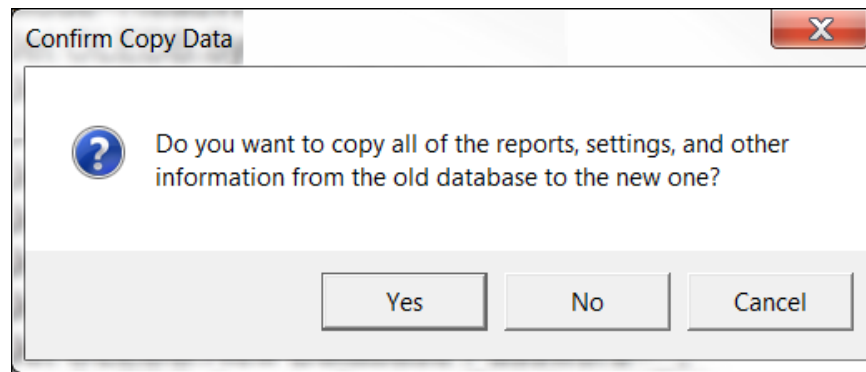 Confirm Copy Data
Do you want to copy all of the reports, settings, and other
information from the old database to the new one?
Yes
No
Cancel